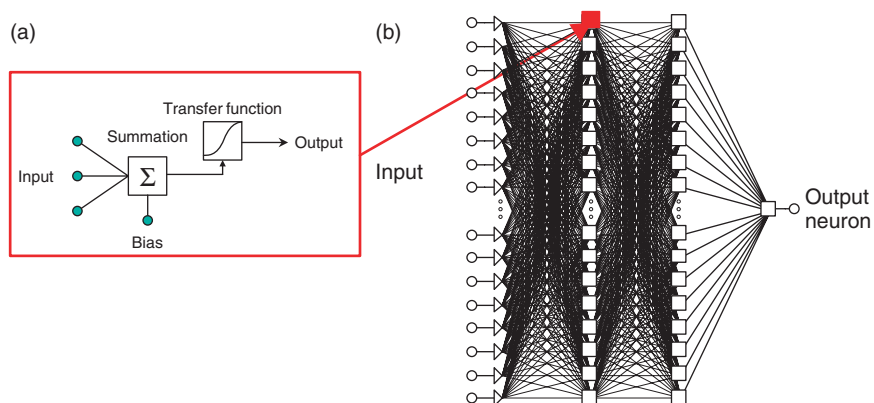 (a)
Transfer function
Summation
Input
Σ
Output
Bias
(b)
Input
Output
neuron